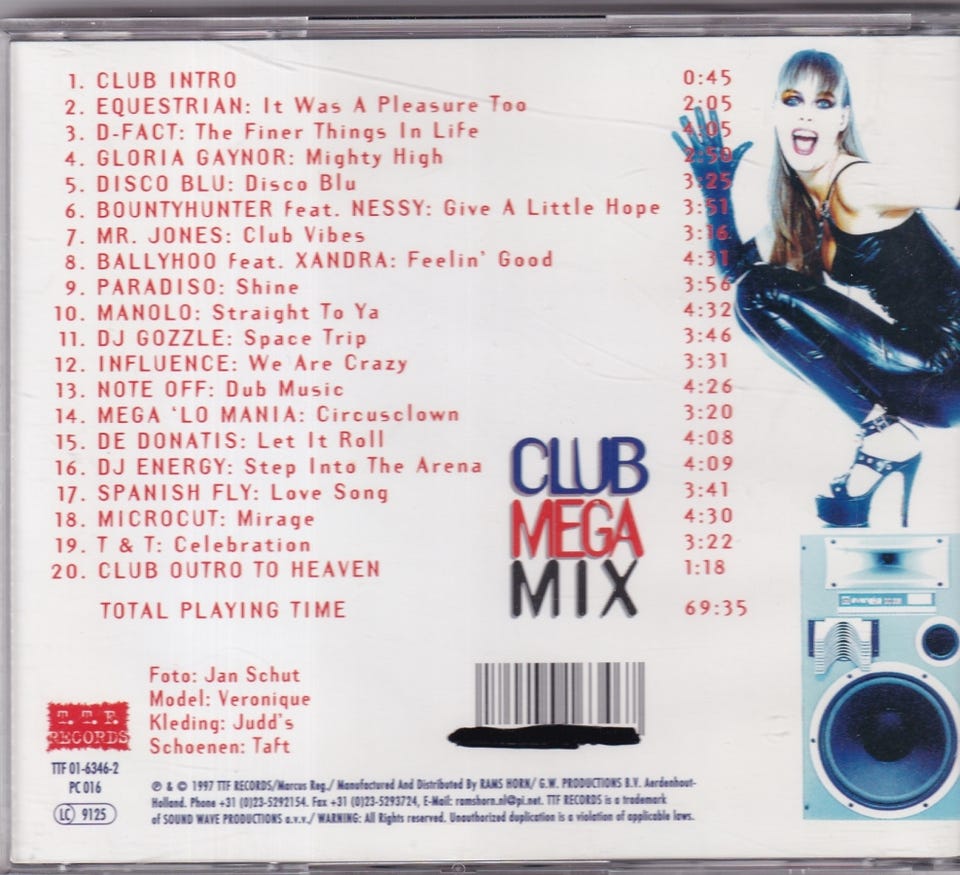 1. CLUB INTRO 0:45
2. EQUESTRIAN: It Was A Pleasure Too 2:05
3. D-FACT: The Finer Things In Life 4:05
4. GLORIA GAYNOR: Mighty High 2:50
5. DISCO BLU: Disco Blu 3:25
6. BOUNTYHUNTER feat. NESSY: Give A Little Hope 3:51
7. MR. JONES: Club Vibes 3:16
8. BALLYHOO feat. XANDRA: Feelin' Good 4:31
9. PARADISO: Shine 3:56
10. MANOLO: Straight To Ya 4:32
11. DJ GOZZLE: Space Trip 3:46
12. INFLUENCE: We Are Crazy 3:31
13. NOTE OFF: Dub Music 4:26
14. MEGA 'LO MANIA: Circusclown 3:20
15. DE DONATIS: Let It Roll 4:08
16. DJ ENERGY: Step Into The Arena 4:09
17. SPANISH FLY: Love Song 3:41
18. MICROCUT: Mirage 4:30
19. T & T: Celebration 3:22
20. CLUB OUTRO TO HEAVEN 1:18
TOTAL PLAYING TIME 69:35
CLUB
MEGA
MIX
Foto: Jan Schut
Model: Veronique
Kleding: Judd's
Schoenen: Taft
T.T.F.
RECORDS
TTF 01-6346-2
PC 016
LC 9125
℗ & © 1997 TTF RECORDS/Marcus Reg./ Manufactured And Distributed By RAMS HORN/ G.W. PRODUCTIONS B.V. Aerdenhout-
Holland. Phone +31 (0)23-5292154. Fax +31 (0)23-5293724, E-Mail: ramshorn.nl@pi.net. TTF RECORDS is a trademark
of SOUND WAVE PRODUCTIONS a.v.v./ WARNING: All Rights reserved. Unauthorized duplication is a violation of applicable laws.